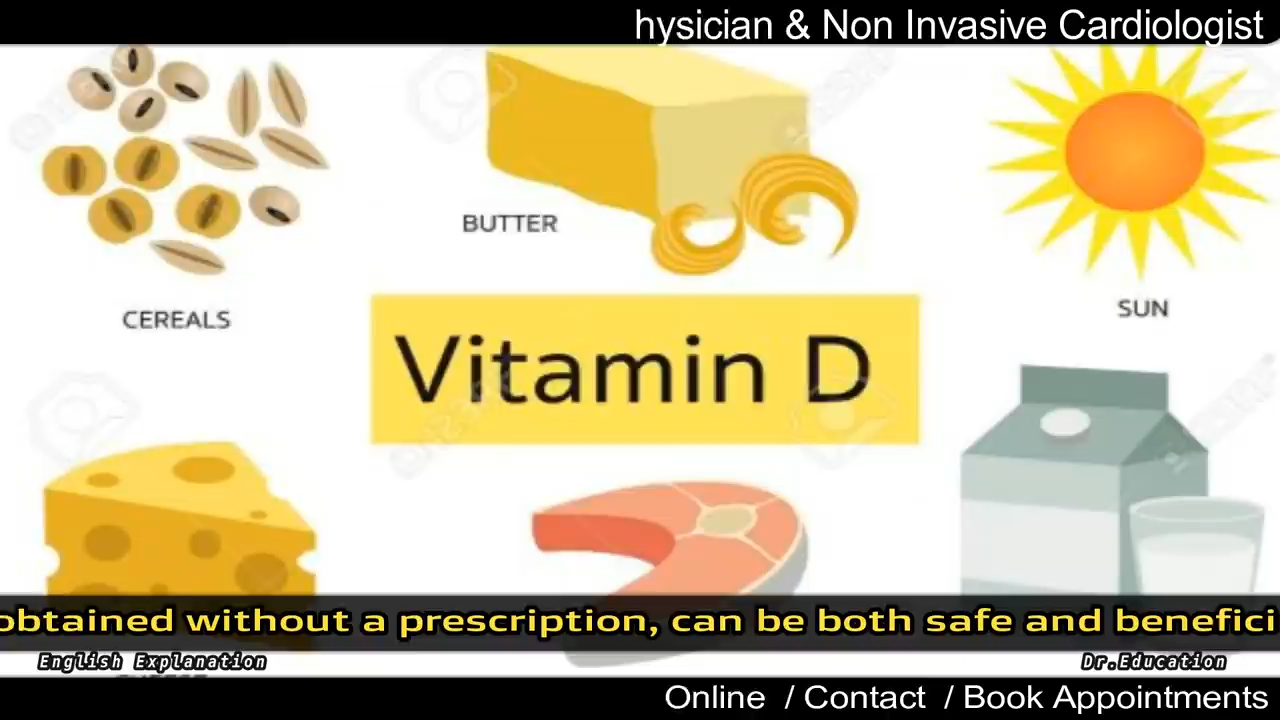 hysician & Non Invasive Cardiologist
BUTTER
CEREALS
SUN
Vitamin D
obtained without a prescription, can be both safe and benefici
English Explanation
Dr.Education
Online / Contact / Book Appointments